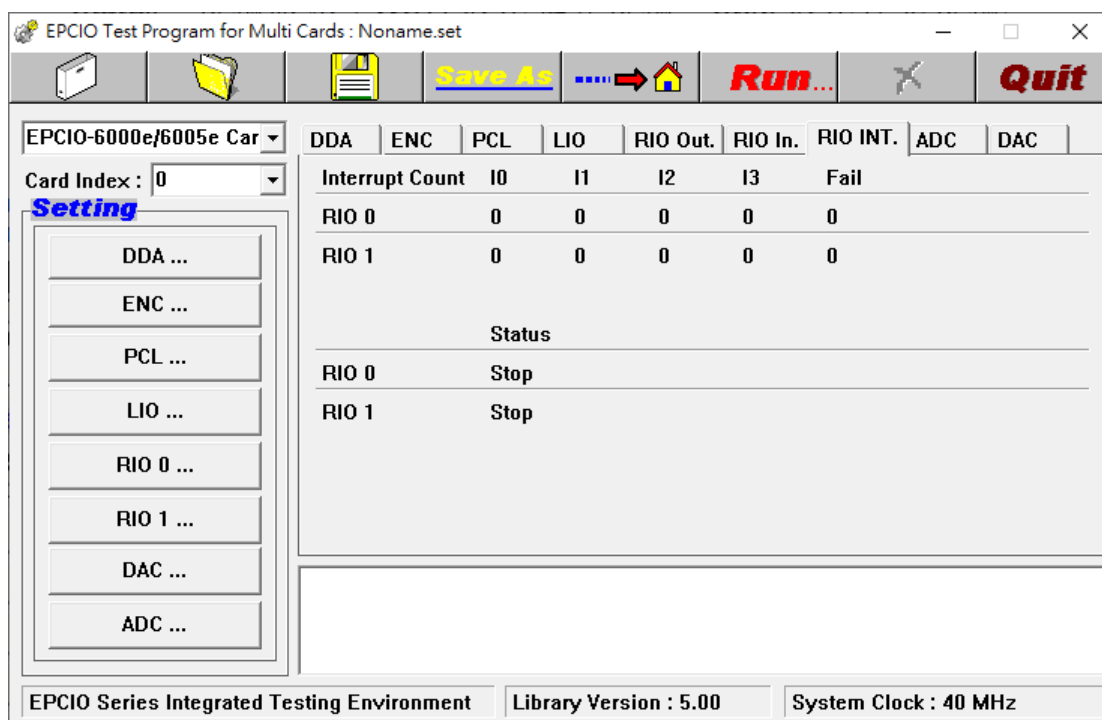 EPCIO Test Program for Multi Cards : Noname.set
Save As Run... Quit
EPCIO-6000e/6005e Car
Card Index : 0
Setting
DDA ...
ENC ...
PCL ...
LIO ...
RIO 0 ...
RIO 1 ...
DAC ...
ADC ...
DDA ENC PCL LIO RIO Out. RIO In. RIO INT. ADC DAC
Interrupt Count I0 I1 I2 I3 Fail
RIO 0 0 0 0 0 0
RIO 1 0 0 0 0 0
Status
RIO 0 Stop
RIO 1 Stop
EPCIO Series Integrated Testing Environment Library Version : 5.00 System Clock : 40 MHz